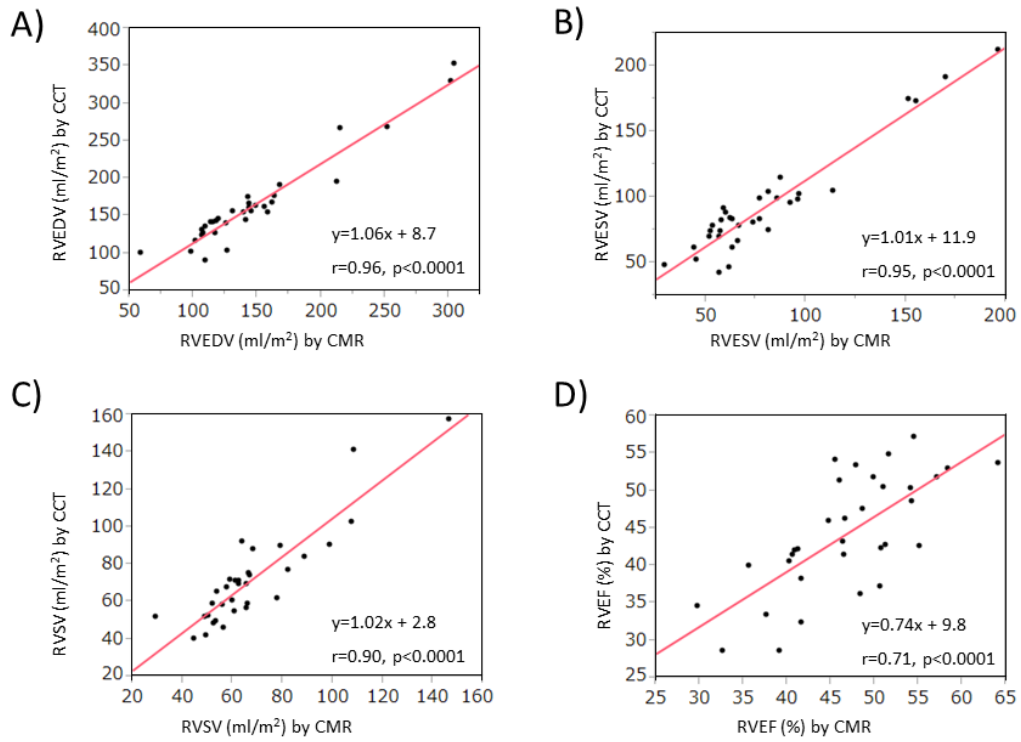 A)
400
350
300
250
200
150
100
50
RVEDV (ml/m²) by CCT
y=1.06x + 8.7
r=0.96, p<0.0001
50 100 150 200 250 300
RVEDV (ml/m²) by CMR
B)
200
150
100
50
RVESV (ml/m²) by CCT
y=1.01x + 11.9
r=0.95, p<0.0001
50 100 150 200
RVESV (ml/m²) by CMR
C)
160
140
120
100
80
60
40
20
RVSV (ml/m²) by CCT
y=1.02x + 2.8
r=0.90, p<0.0001
20 40 60 80 100 120 140 160
RVSV (ml/m²) by CMR
D)
60
55
50
45
40
35
30
25
RVEF (%) by CCT
y=0.74x + 9.8
r=0.71, p<0.0001
25 30 35 40 45 50 55 60 65
RVEF (%) by CMR